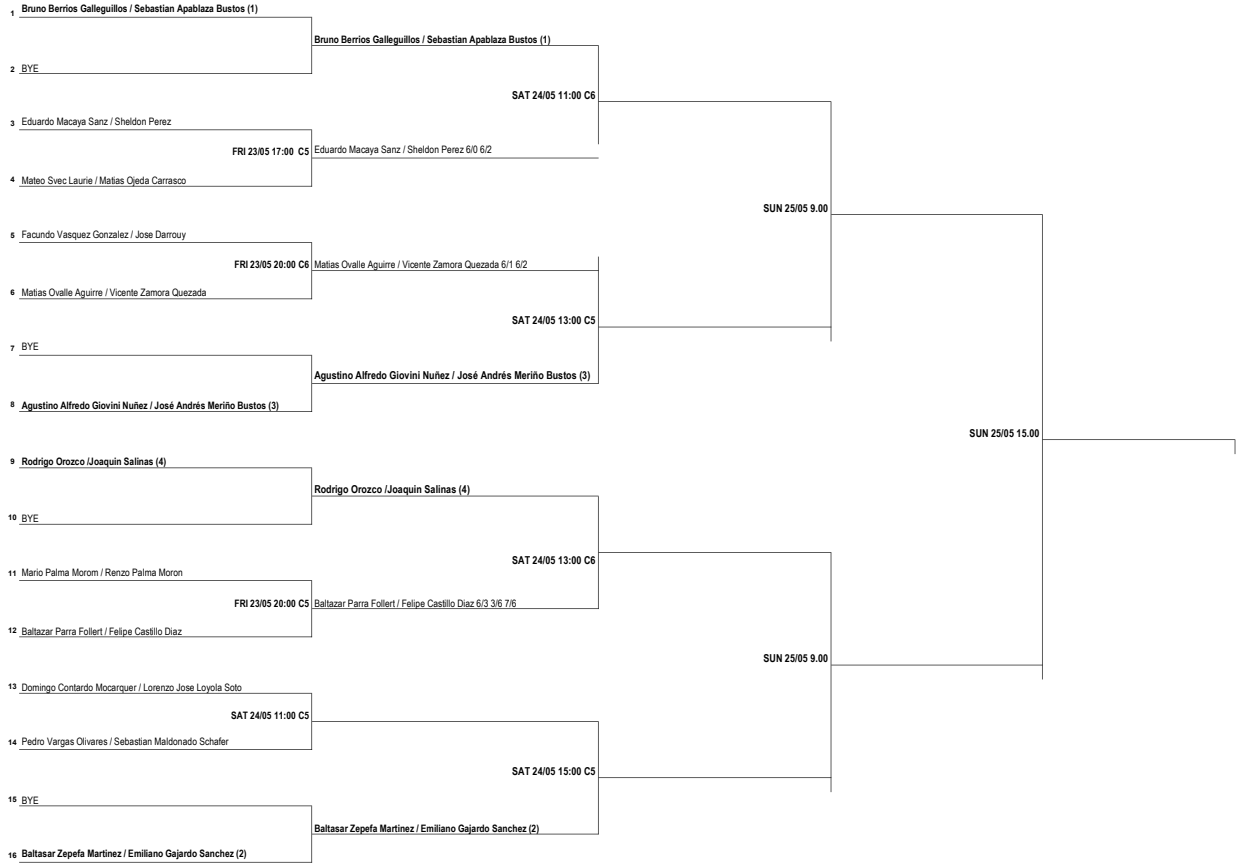 1 Bruno Berrios Galleguillos / Sebastian Apablaza Bustos (1)
Bruno Berrios Galleguillos / Sebastian Apablaza Bustos (1)
2 BYE
SAT 24/05 11:00 C6
3 Eduardo Macaya Sanz / Sheldon Perez
FRI 23/05 17:00 C5 Eduardo Macaya Sanz / Sheldon Perez 6/0 6/2
4 Mateo Svec Laurie / Matias Ojeda Carrasco
SUN 25/05 9.00
5 Facundo Vasquez Gonzalez / Jose Darrouy
FRI 23/05 20:00 C6 Matias Ovalle Aguirre / Vicente Zamora Quezada 6/1 6/2
6 Matias Ovalle Aguirre / Vicente Zamora Quezada
SAT 24/05 13:00 C5
7 BYE
Agustino Alfredo Giovini Nuñez / José Andrés Meriño Bustos (3)
8 Agustino Alfredo Giovini Nuñez / José Andrés Meriño Bustos (3)
SUN 25/05 15.00
9 Rodrigo Orozco /Joaquin Salinas (4)
Rodrigo Orozco /Joaquin Salinas (4)
10 BYE
SAT 24/05 13:00 C6
11 Mario Palma Morom / Renzo Palma Moron
FRI 23/05 20:00 C5 Baltazar Parra Follert / Felipe Castillo Diaz 6/3 3/6 7/6
12 Baltazar Parra Follert / Felipe Castillo Diaz
SUN 25/05 9.00
13 Domingo Contardo Mocarquer / Lorenzo Jose Loyola Soto
SAT 24/05 11:00 C5
14 Pedro Vargas Olivares / Sebastian Maldonado Schafer
SAT 24/05 15:00 C5
15 BYE
Baltasar Zepefa Martinez / Emiliano Gajardo Sanchez (2)
16 Baltasar Zepefa Martinez / Emiliano Gajardo Sanchez (2)